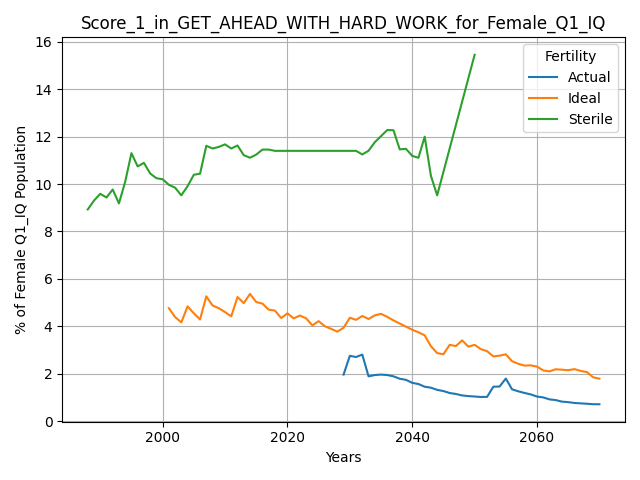 Score_1_in_GET_AHEAD_WITH_HARD_WORK_for_Female_Q1_IQ
% of Female Q1_IQ Population
16
14
12
10
8
6
4
2
0
Fertility
Actual
Ideal
Sterile
2000
2020
2040
2060
Years